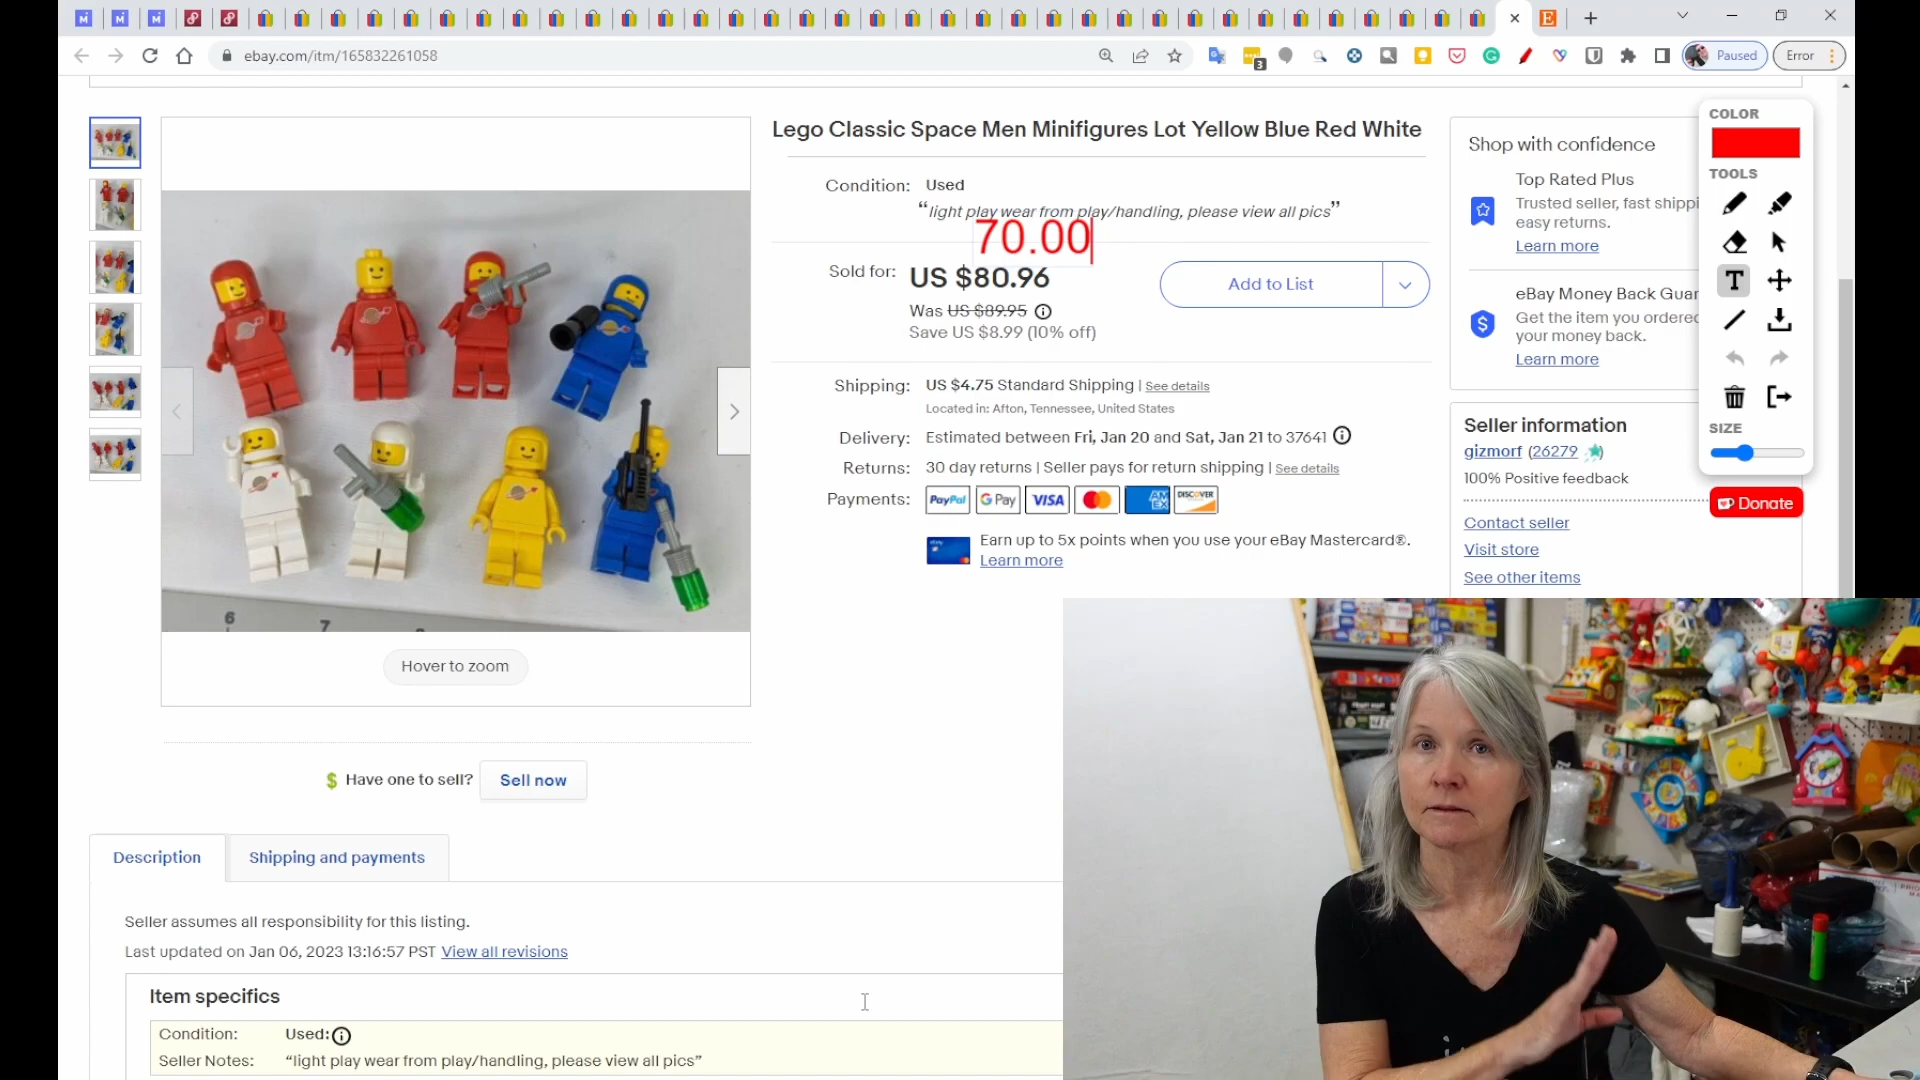 ebay.com/itm/165832261058
3
Paused
Error
Lego Classic Space Men Minifigures Lot Yellow Blue Red White
Condition: Used
“light play wear from play/handling, please view all pics”
70.00
Sold for: US $80.96
Was US $89.95
Save US $8.99 (10% off)
Add to List
Shipping: US $4.75 Standard Shipping | See details
Located in: Afton, Tennessee, United States
Delivery: Estimated between Fri, Jan 20 and Sat, Jan 21 to 37641
Returns: 30 day returns | Seller pays for return shipping | See details
Payments: PayPal G Pay VISA AM EX DISCOVER
Earn up to 5x points when you use your eBay Mastercard®.
Learn more
Shop with confidence
Top Rated Plus
Trusted seller, fast shippi
easy returns.
Learn more
eBay Money Back Guar
Get the item you ordered
your money back.
Learn more
Seller information
gizmorf (26279)
100% Positive feedback
Contact seller
Visit store
See other items
COLOR
TOOLS
T
SIZE
Donate
6
7
Hover to zoom
Have one to sell? Sell now
Description
Shipping and payments
Seller assumes all responsibility for this listing.
Last updated on Jan 06, 2023 13:16:57 PST View all revisions
Item specifics
Condition: Used:
Seller Notes: “light play wear from play/handling, please view all pics”